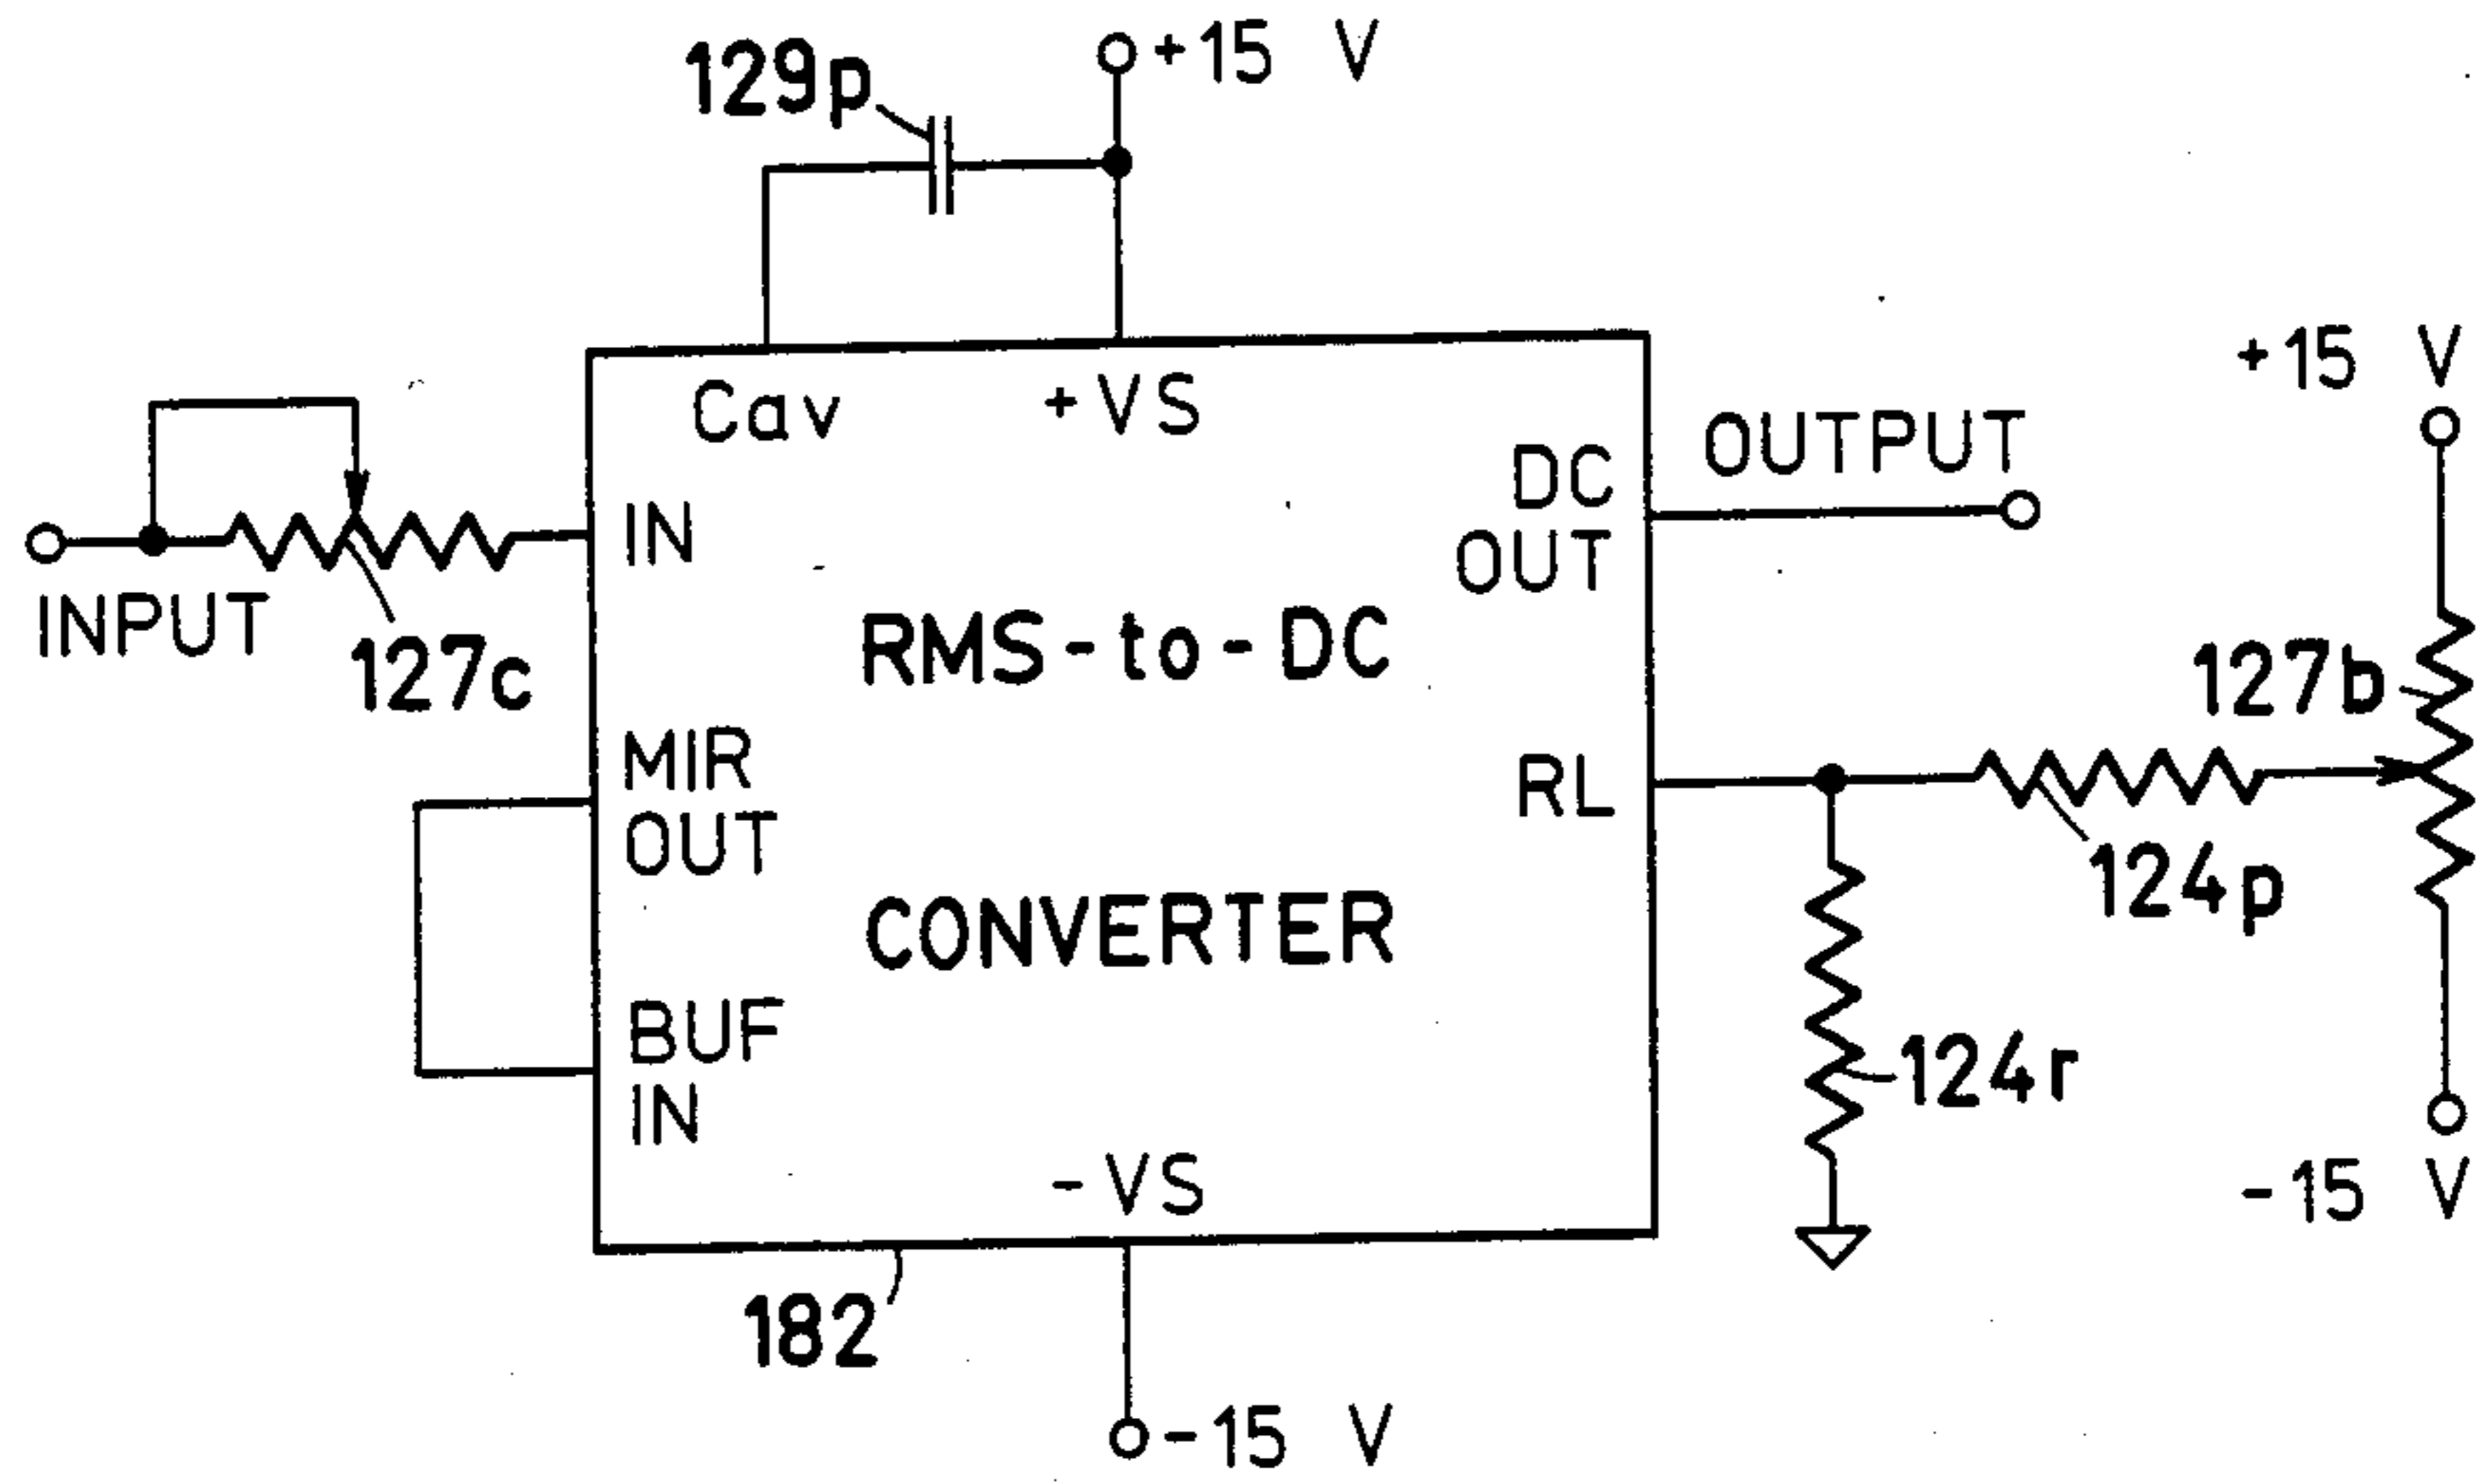 129p
+15 V
Cav
+VS
+15 V
DC
OUT
OUTPUT
IN
INPUT
127c
RMS-to-DC
127b
MIR
OUT
RL
124p
CONVERTER
BUF
IN
124r
-VS
-15 V
182
-15 V